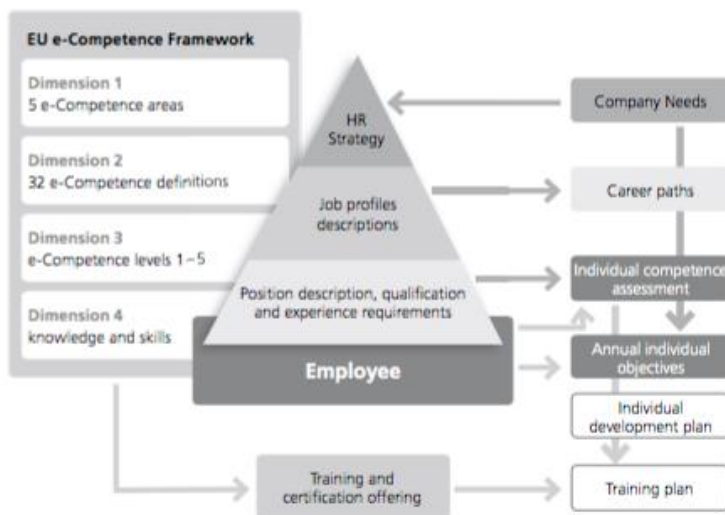 EU e-Competence Framework
Dimension 1
5 e-Competence areas
Dimension 2
32 e-Competence definitions
Dimension 3
e-Competence levels 1–5
Dimension 4
knowledge and skills
HR
Strategy
Job profiles
descriptions
Position description, qualification
and experience requirements
Employee
Training and
certification offering
Company Needs
Career paths
Individual competence
assessment
Annual individual
objectives
Individual
development plan
Training plan